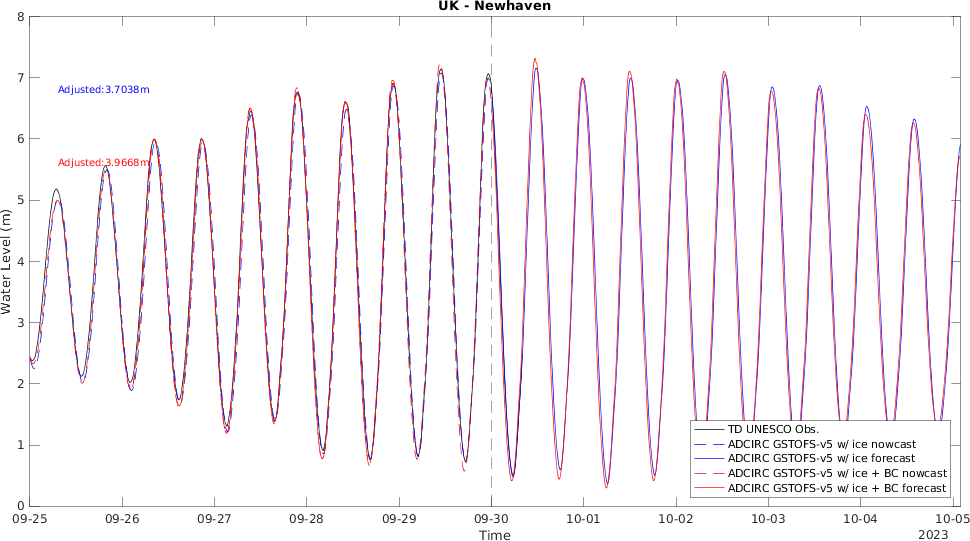 UK - Newhaven
Adjusted:3.7038m
Adjusted:3.9668m
Water Level (m)
8
7
6
5
4
3
2
1
0
TD UNESCO Obs.
ADCIRC GSTOFS-v5 w/ ice nowcast
ADCIRC GSTOFS-v5 w/ ice forecast
ADCIRC GSTOFS-v5 w/ ice + BC nowcast
ADCIRC GSTOFS-v5 w/ ice + BC forecast
09-25 09-26 09-27 09-28 09-29 09-30 10-01 10-02 10-03 10-04 10-05
Time
2023